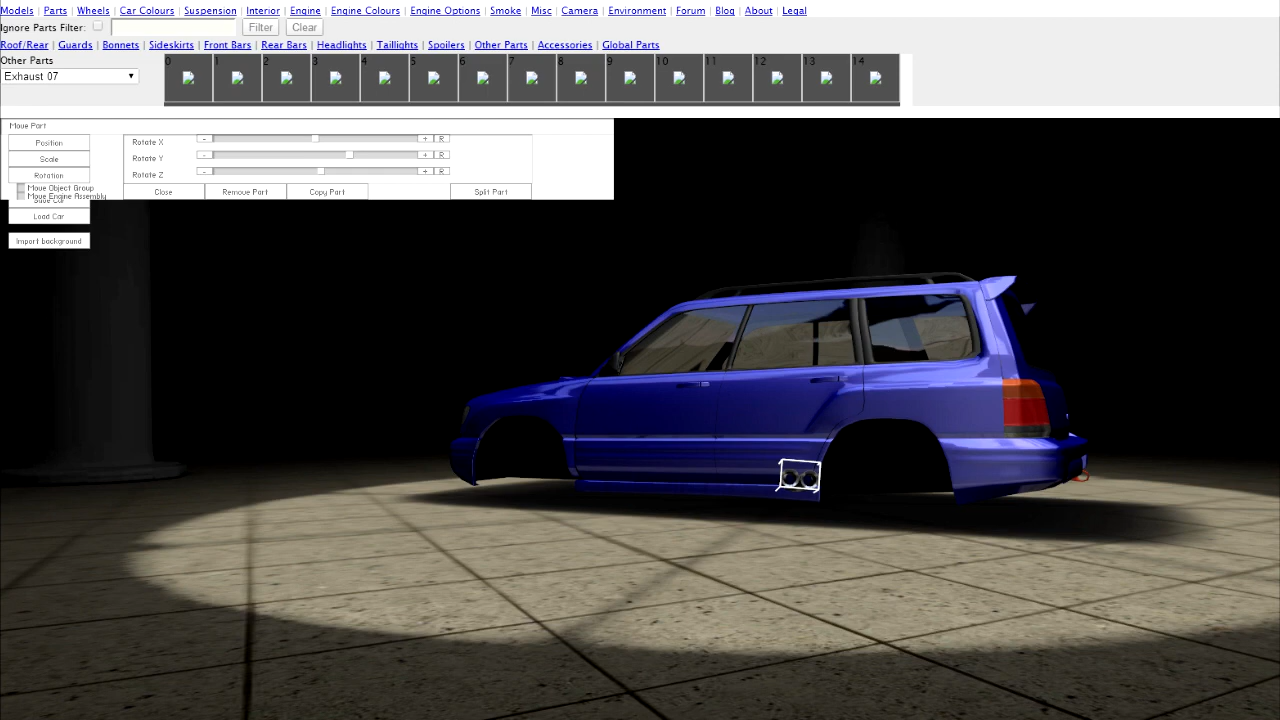 Models | Parts | Wheels | Car Colours | Suspension | Interior | Engine | Engine Colours | Engine Options | Smoke | Misc | Camera | Environment | Forum | Blog | About | Legal
Ignore Parts Filter: Filter Clear
Roof/Rear | Guards | Bonnets | Sideskirts | Front Bars | Rear Bars | Headlights | Taillights | Spoilers | Other Parts | Accessories | Global Parts
Other Parts
Exhaust 07
0 1 2 3 4 5 6 7 8 9 10 11 12 13 14
Move Part
Position
Scale
Rotation
Move Object Group
Move Engine Assembly
Rotate X - + R
Rotate Y - + R
Rotate Z - + R
Close Remove Part Copy Part Split Part
Save Car
Load Car
Import background